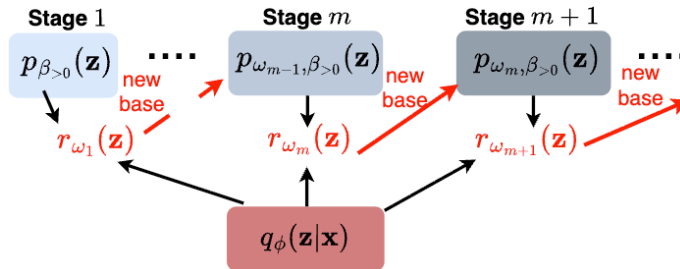 Stage 1
Stage m
Stage m + 1
p_{β>0}(z)
....
p_{ω_{m−1},β>0}(z)
p_{ω_m,β>0}(z)
....
new
base
new
base
new
base
r_{ω_1}(z)
r_{ω_m}(z)
r_{ω_{m+1}}(z)
q_ϕ(z|x)